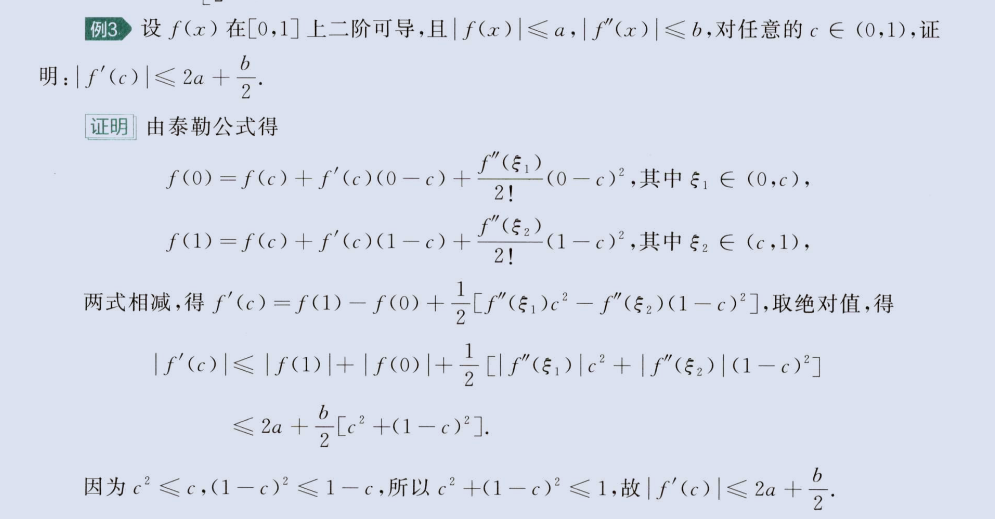 例3 设 f(x) 在[0,1]上二阶可导,且|f(x)|≤a,|f″(x)|≤b,对任意的 c∈(0,1),证
明:|f′(c)|≤2a+b/2.
证明 由泰勒公式得
f(0)=f(c)+f′(c)(0-c)+f″(ξ₁)/2!(0-c)²,其中 ξ₁∈(0,c),
f(1)=f(c)+f′(c)(1-c)+f″(ξ₂)/2!(1-c)²,其中 ξ₂∈(c,1),
两式相减,得 f′(c)=f(1)-f(0)+1/2[f″(ξ₁)c²-f″(ξ₂)(1-c)²],取绝对值,得
|f′(c)|≤|f(1)|+|f(0)|+1/2[|f″(ξ₁)|c²+|f″(ξ₂)|(1-c)²]
≤2a+b/2[c²+(1-c)²].
因为 c²≤c,(1-c)²≤1-c,所以 c²+(1-c)²≤1,故|f′(c)|≤2a+b/2.